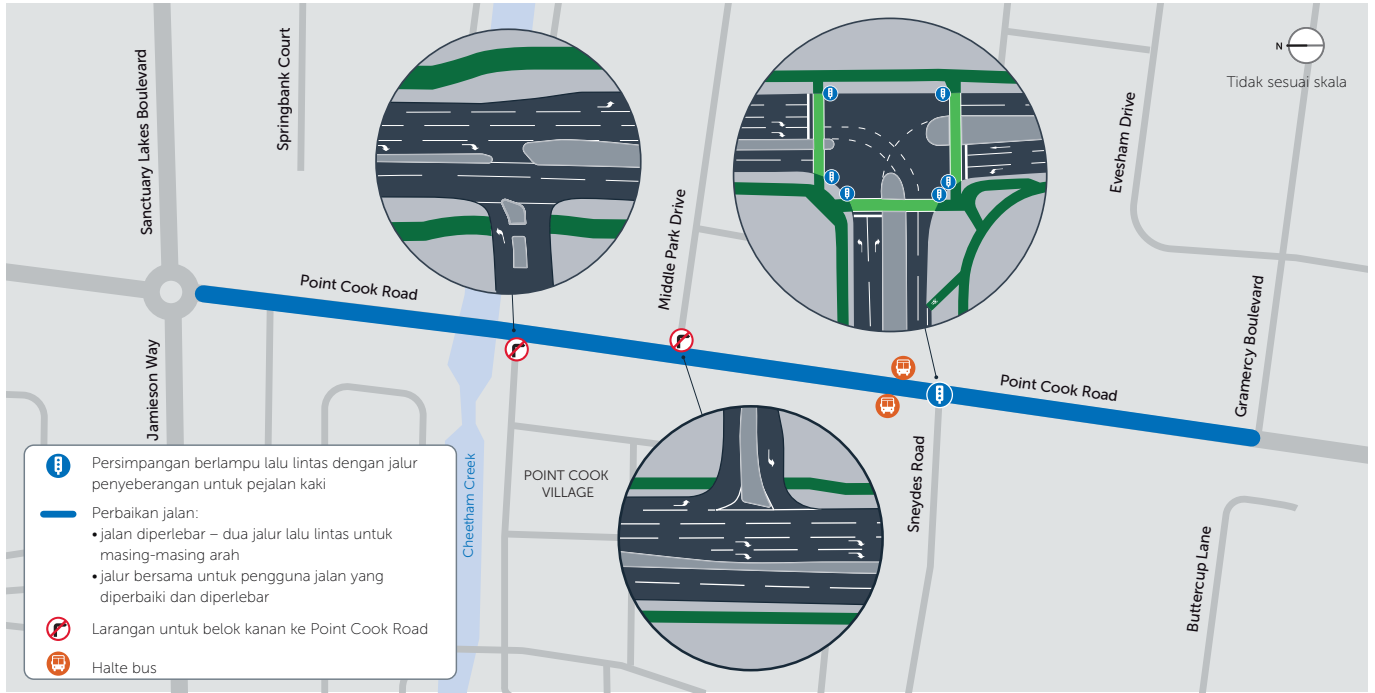 N
Tidak sesuai skala
Sanctuary Lakes Boulevard
Springbank Court
Middle Park Drive
Evesham Drive
Gramercy Boulevard
Point Cook Road
Point Cook Road
Jamieson Way
Cheetham Creek
POINT COOK
VILLAGE
Sneydes Road
Buttercup Lane
Persimpangan berlampu lalu lintas dengan jalur
penyeberangan untuk pejalan kaki
Perbaikan jalan:
• jalan diperlebar – dua jalur lalu lintas untuk
masing-masing arah
• jalur bersama untuk pengguna jalan yang
diperbaiki dan diperlebar
Larangan untuk belok kanan ke Point Cook Road
Halte bus